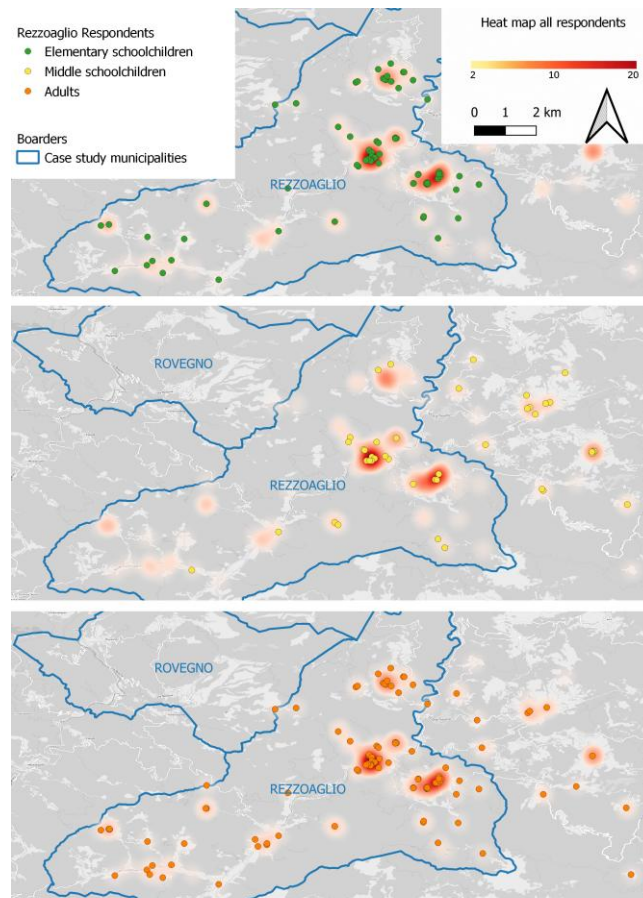 Rezzoaglio Respondents
Elementary schoolchildren
Middle schoolchildren
Adults
Boarders
Case study municipalities
Heat map all respondents
2 10 20
0 1 2 km
REZZOAGLIO
ROVEGNO
REZZOAGLIO
ROVEGNO
REZZOAGLIO